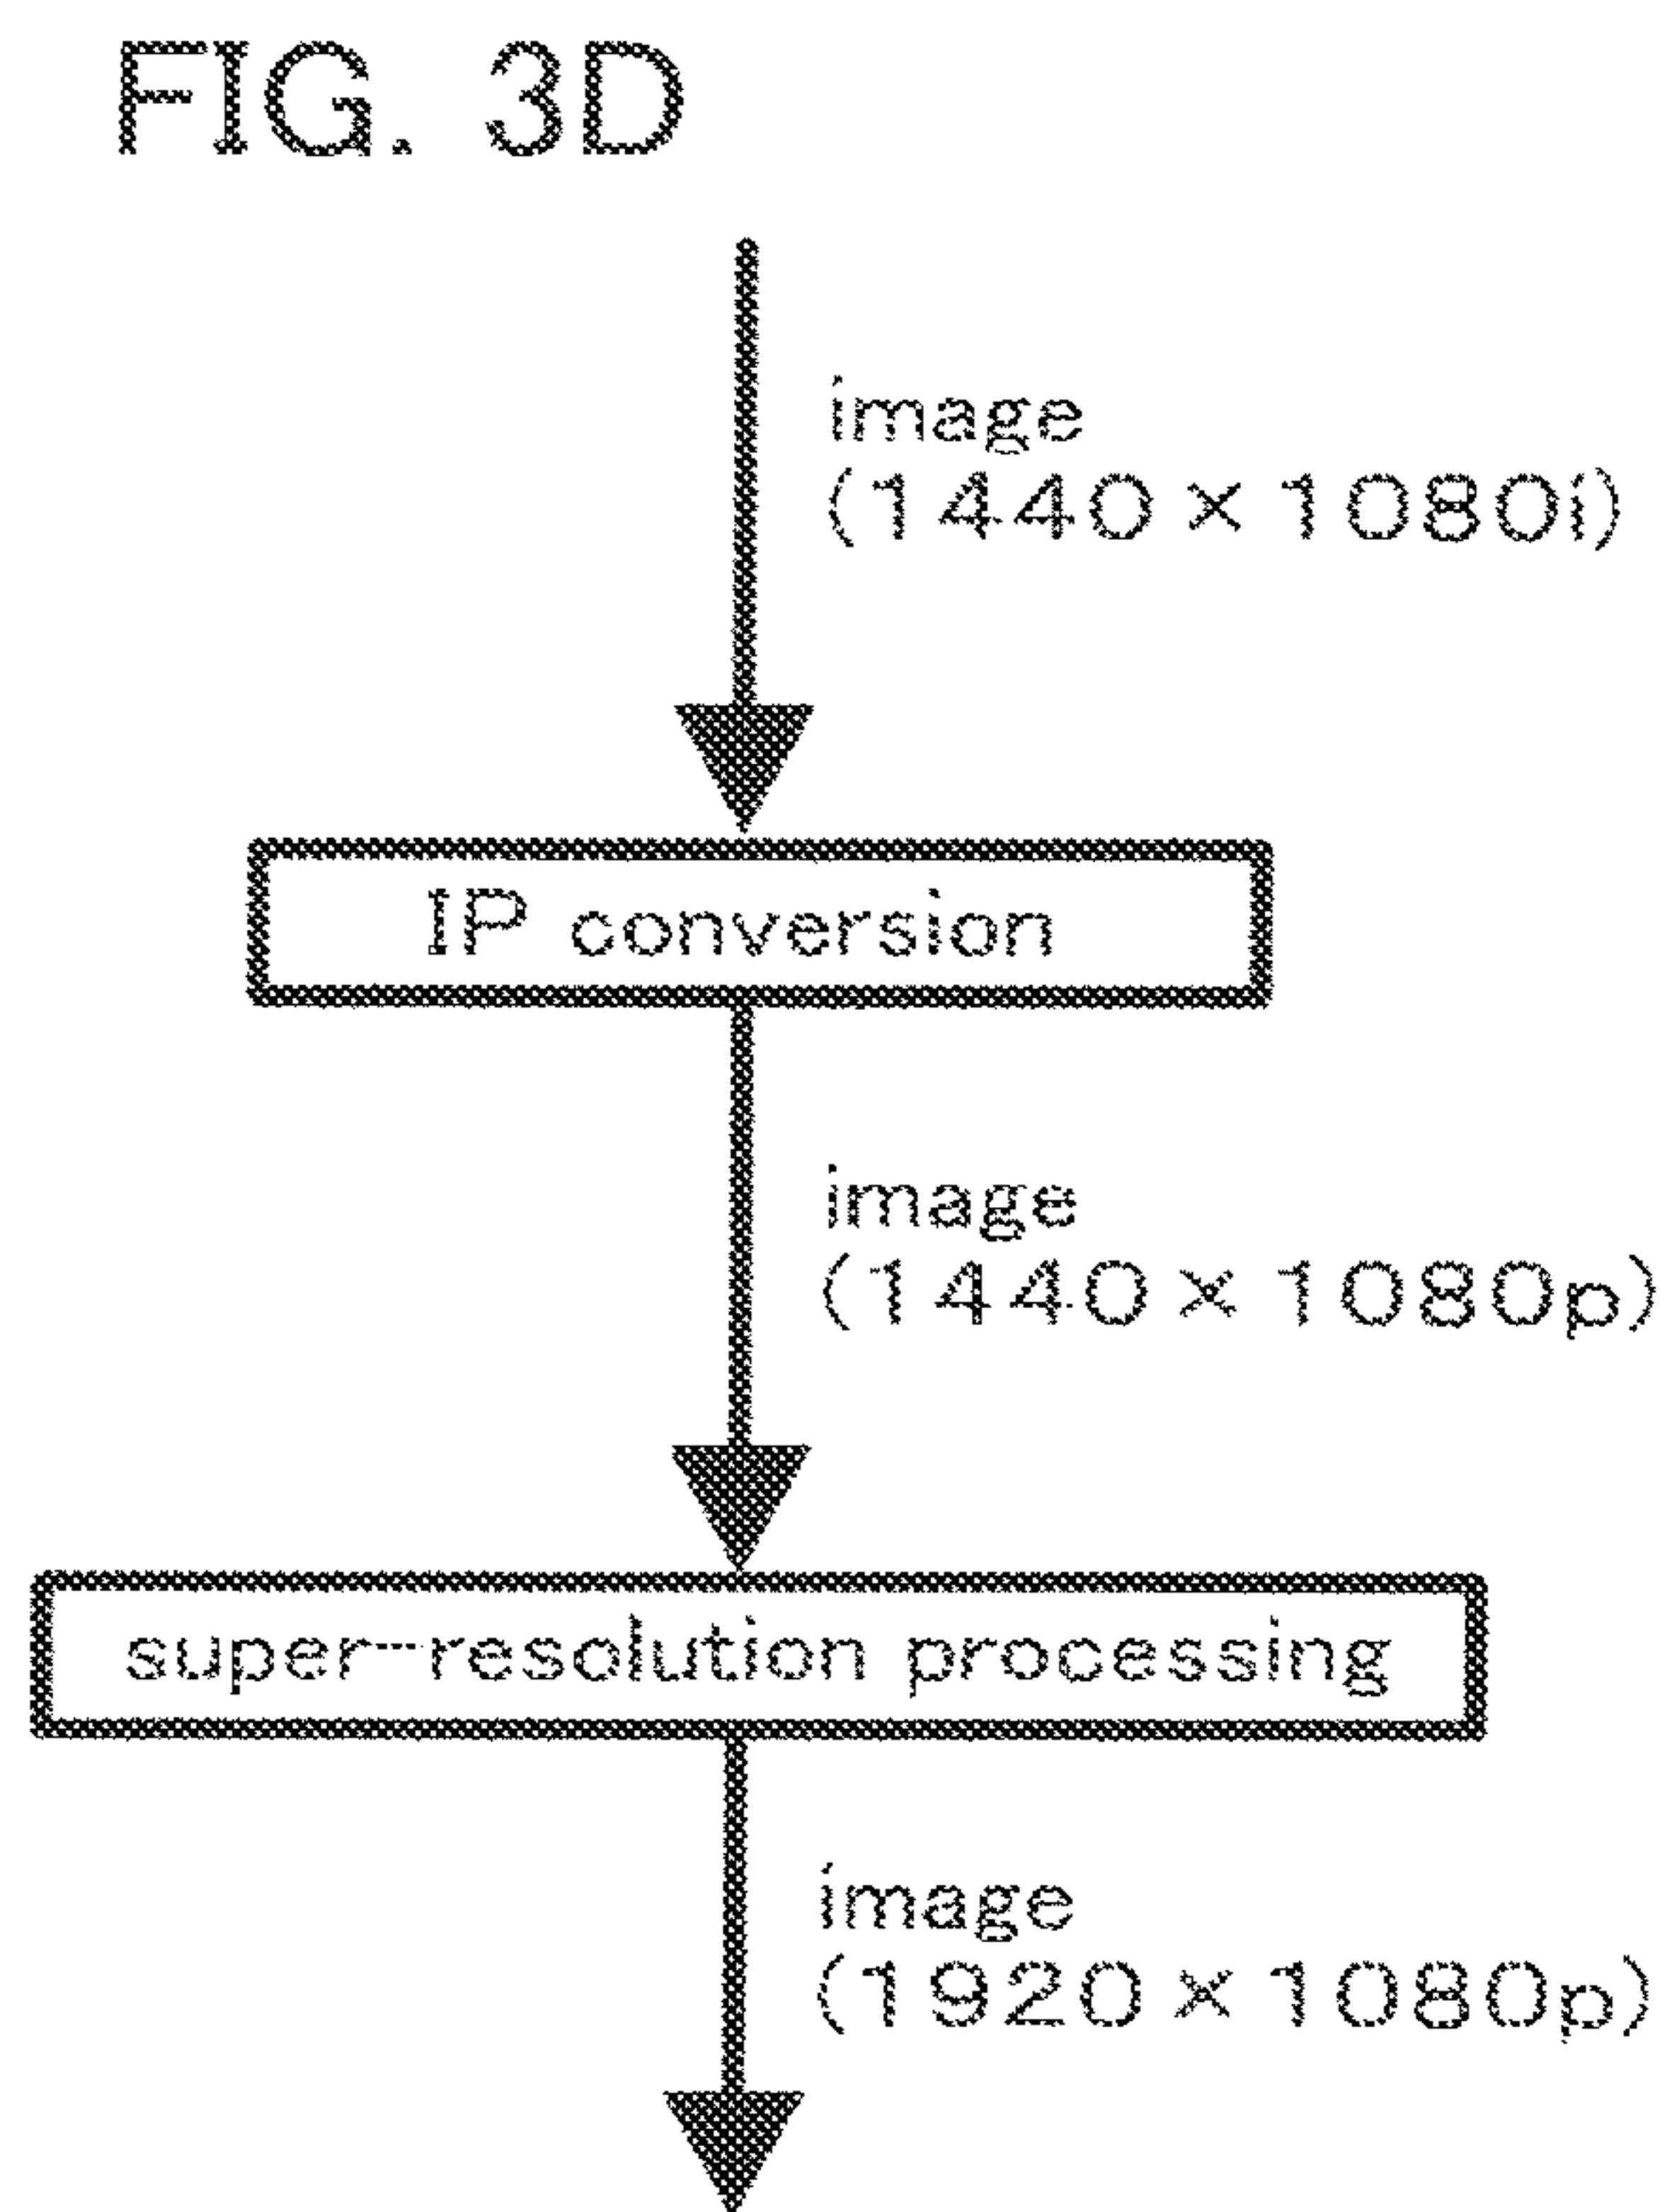 FIG. 3D
image
(1440×1080i)
IP conversion
image
(1440×1080p)
super-resolution processing
image
(1920×1080p)